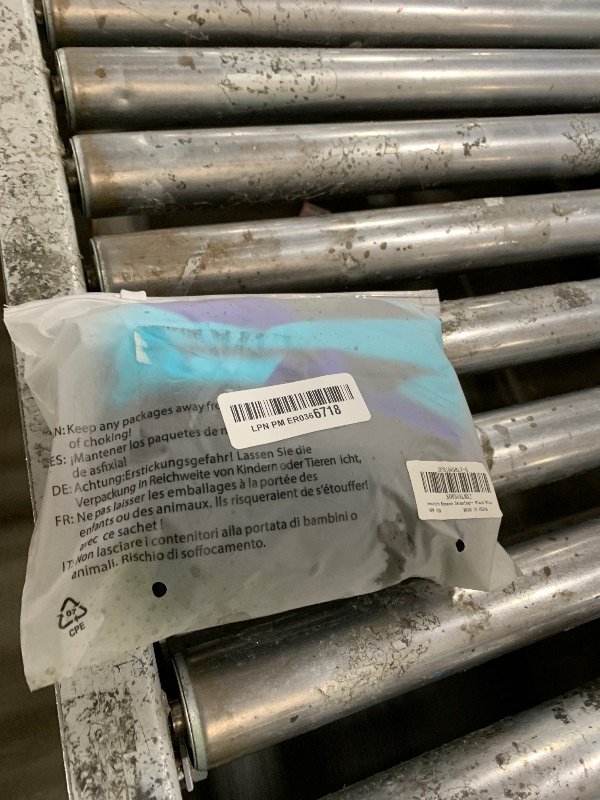 LPN PM ER0366718
EN: Keep any packages away fr
of choking!
ES: ¡Mantener los paquetes de
de asfixia!
DE: Achtung:Erstickungsgefahr! Lassen Sie die
Verpackung in Reichweite von Kindern oder Tieren icht,
FR: Ne pas laisser les emballages à la portée des
enfants ou des animaux. Ils risqueraient de s'étouffer!
avec ce sachet !
IT: Non lasciare i contenitori alla portata di bambini o
animali. Rischio di soffocamento.
07
CPE